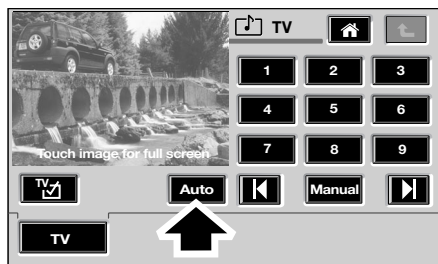 TV
1 2 3
4 5 6
Touch image for full screen
7 8 9
TV Auto Manual
TV